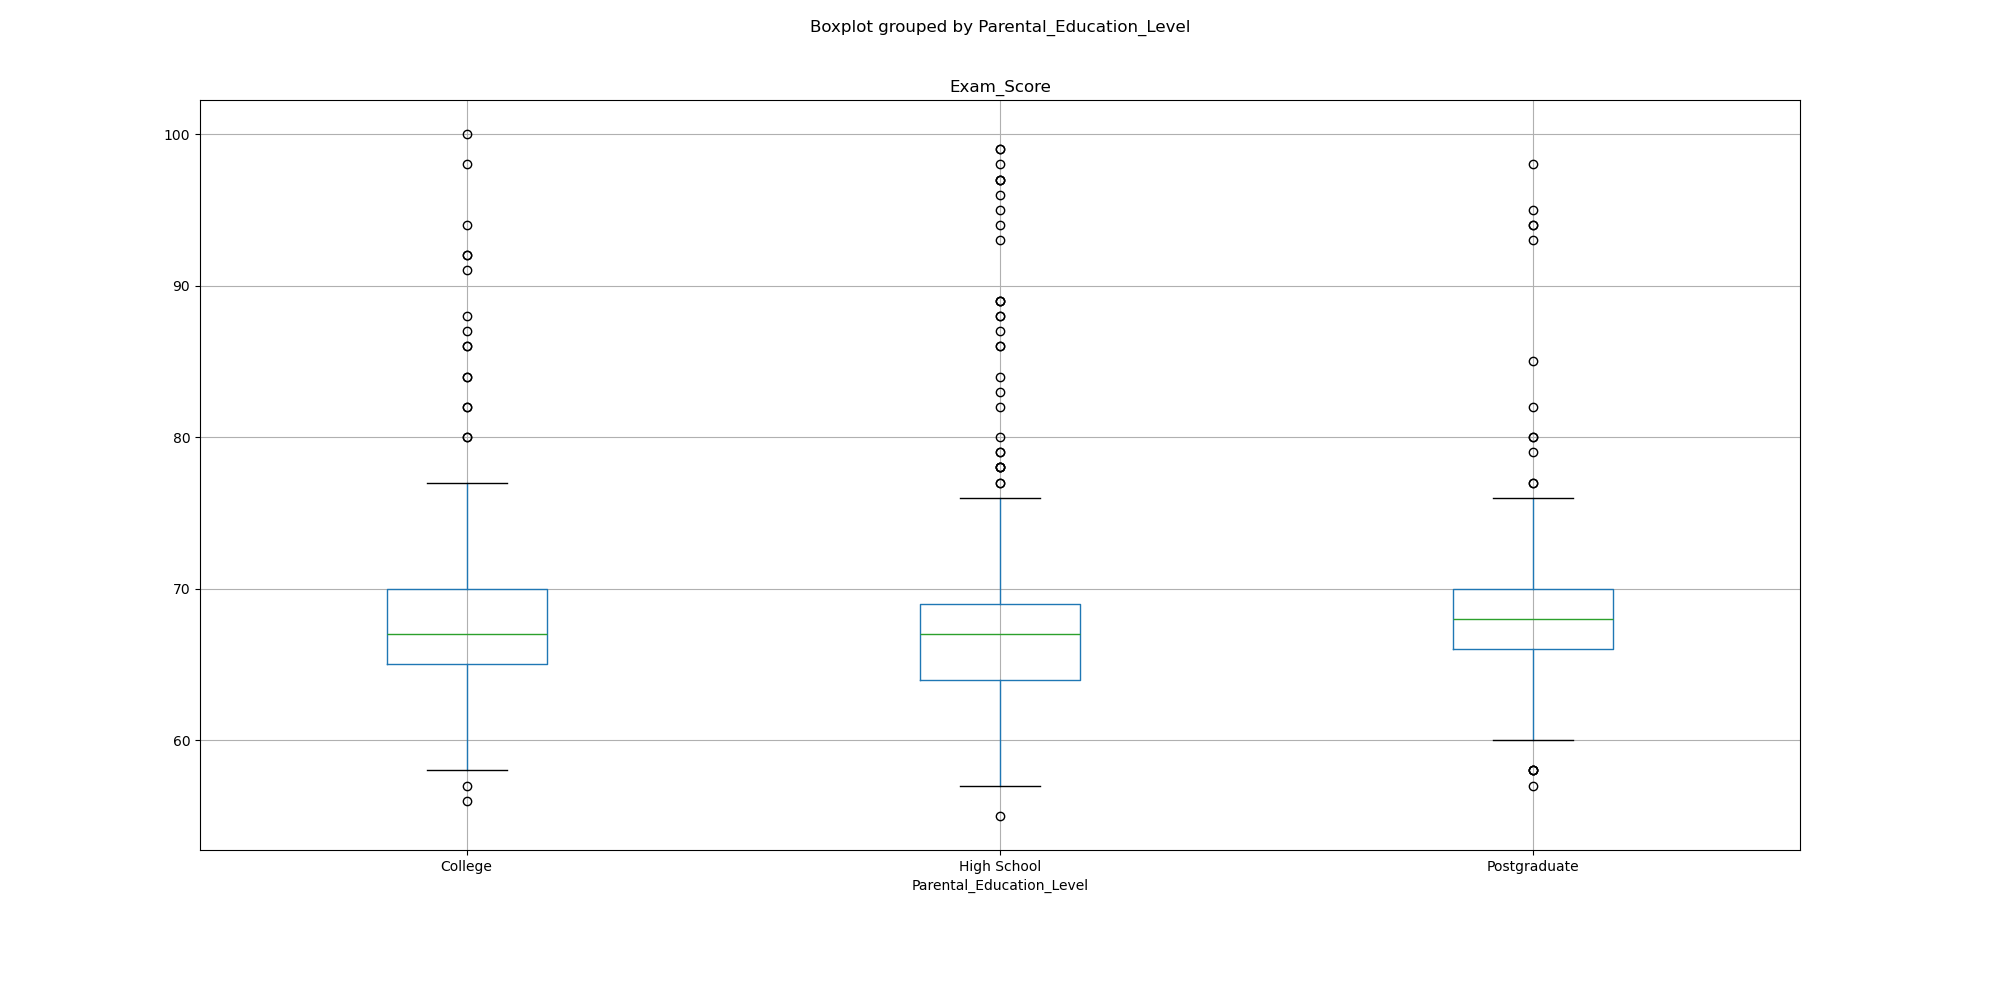 Boxplot grouped by Parental_Education_Level
Exam_Score
100
90
80
70
60
College High School Postgraduate
Parental_Education_Level